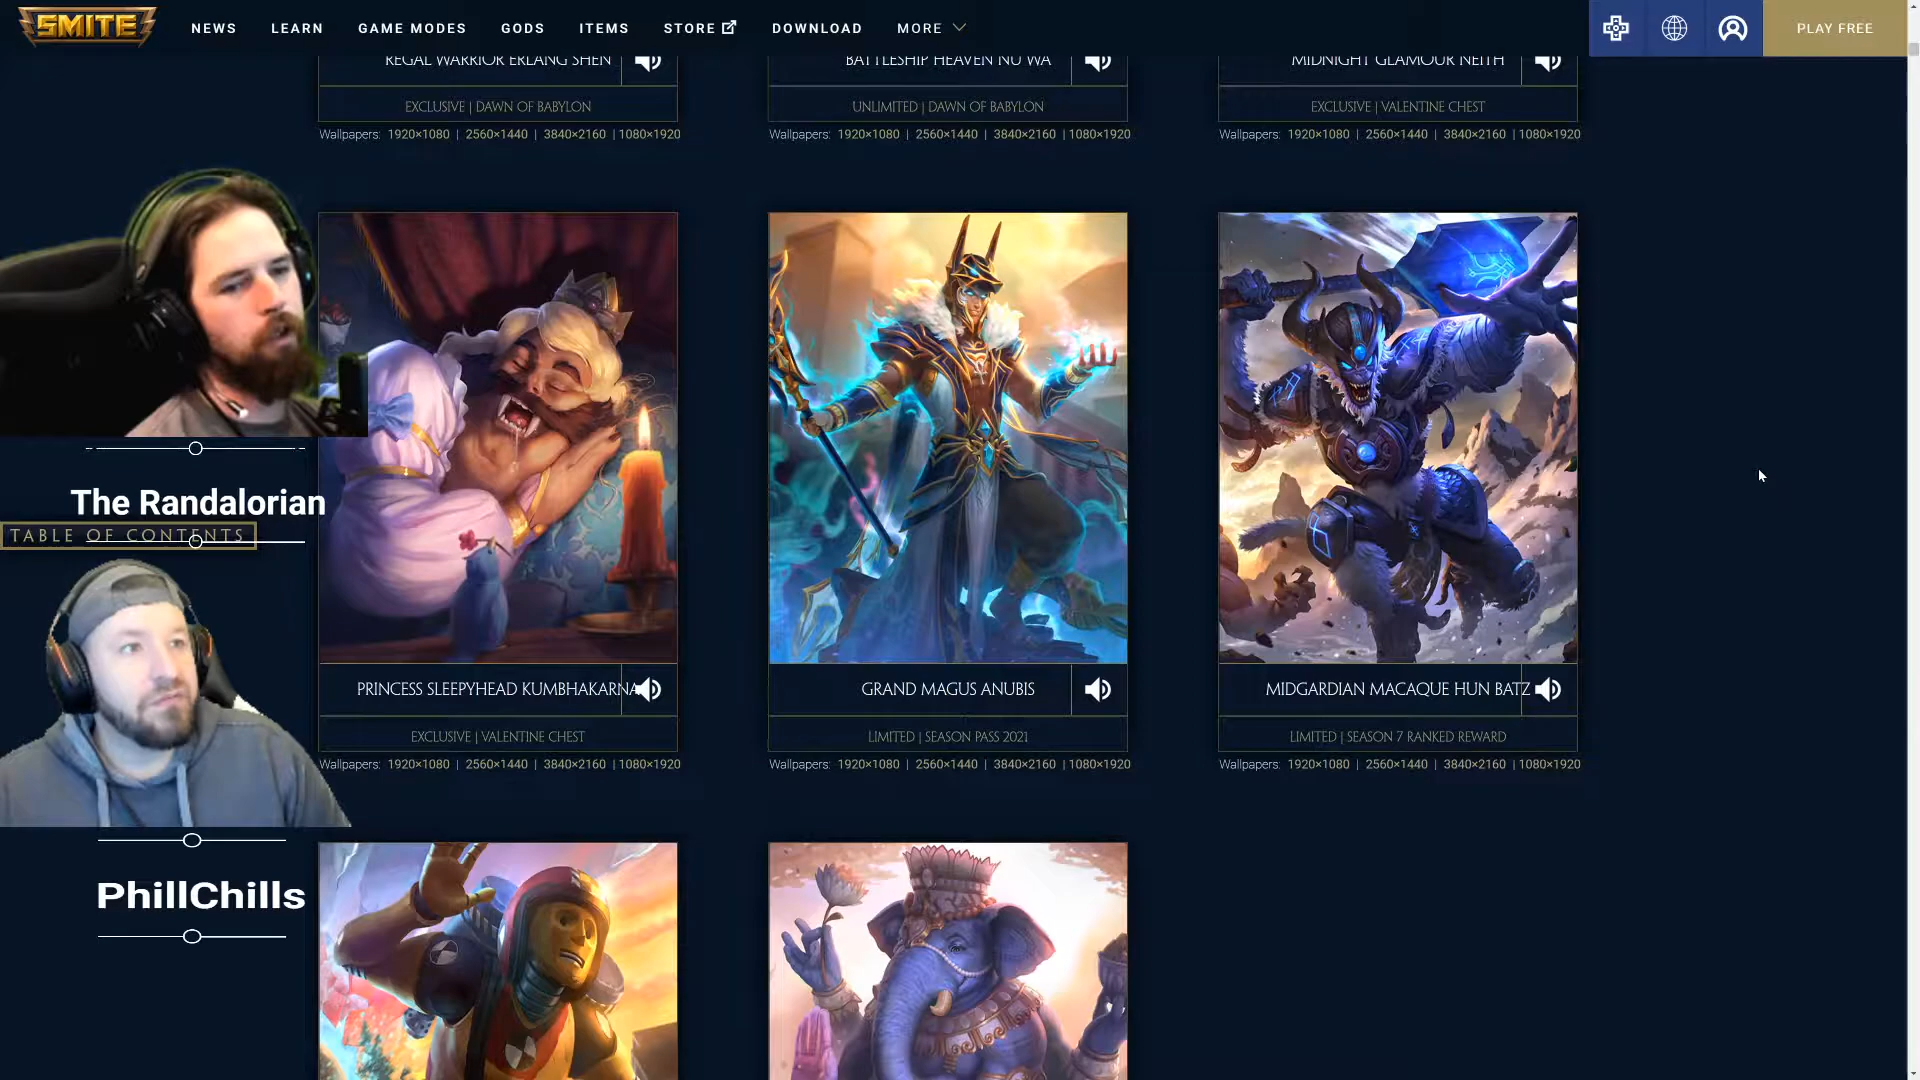 SMITE
NEWS LEARN GAME MODES GODS ITEMS STORE DOWNLOAD MORE PLAY FREE
REGAL WARRIOR ERLANG SHEN
BATTLESHIP HEAVEN NU WA
MIDNIGHT GLAMOUR NEITH
EXCLUSIVE | DAWN OF BABYLON
UNLIMITED | DAWN OF BABYLON
EXCLUSIVE | VALENTINE CHEST
Wallpapers: 1920×1080 | 2560×1440 | 3840×2160 | 1080×1920
Wallpapers: 1920×1080 | 2560×1440 | 3840×2160 | 1080×1920
Wallpapers: 1920×1080 | 2560×1440 | 3840×2160 | 1080×1920
The Randalorian
TABLE OF CONTENTS
PRINCESS SLEEPYHEAD KUMBHAKARNA
GRAND MAGUS ANUBIS
MIDGARDIAN MACAQUE HUN BATZ
EXCLUSIVE | VALENTINE CHEST
LIMITED | SEASON PASS 2021
LIMITED | SEASON 7 RANKED REWARD
Wallpapers: 1920×1080 | 2560×1440 | 3840×2160 | 1080×1920
Wallpapers: 1920×1080 | 2560×1440 | 3840×2160 | 1080×1920
Wallpapers: 1920×1080 | 2560×1440 | 3840×2160 | 1080×1920
PhillChills